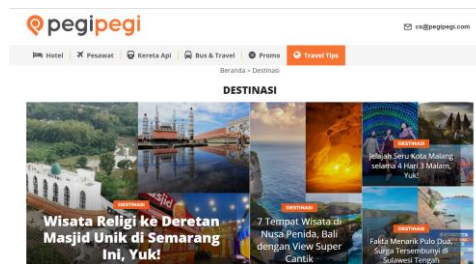 pegipegi
cs@pegipegi.com
Hotel
Pesawat
Kereta Api
Bus & Travel
Promo
Travel Tips
Beranda > Destinasi
DESTINASI
DESTINASI
Wisata Religi ke Deretan
Masjid Unik di Semarang
Ini, Yuk!
DESTINASI
7 Tempat Wisata di
Nusa Penida, Bali
dengan View Super
Cantik
DESTINASI
Jelajah Seru Kota Malang
selama 4 Hari 3 Malam,
Yuk!
DESTINASI
Fakta Menarik Pulo Dua,
Surga Tersembunyi di
Sulawesi Tengah